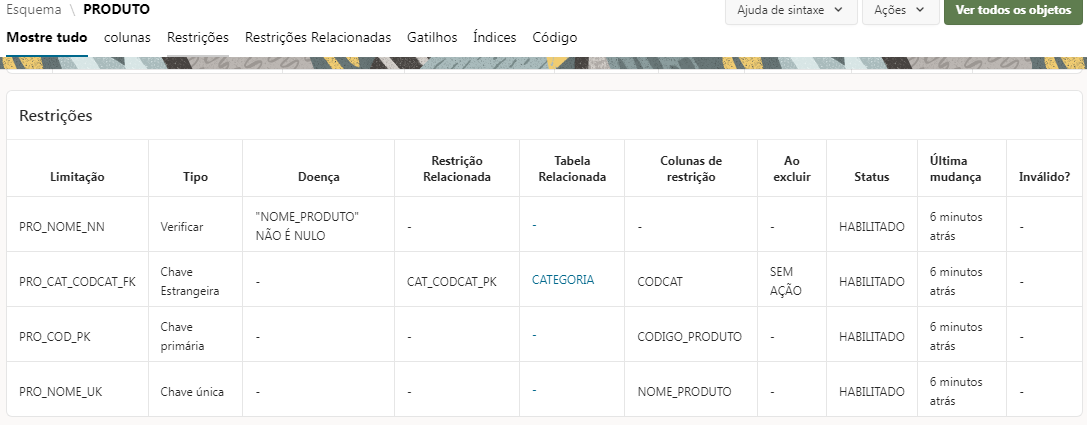 Esquema \ PRODUTO
Ajuda de sintaxe Ações Ver todos os objetos
Mostre tudo colunas Restrições Restrições Relacionadas Gatilhos Índices Código
Restrições
Limitação Tipo Doença Restrição Relacionada Tabela Relacionada Colunas de restrição Ao excluir Status Última mudança Inválido?
PRO_NOME_NN Verificar "NOME_PRODUTO" NÃO É NULO - - - - HABILITADO 6 minutos atrás -
PRO_CAT_CODCAT_FK Chave Estrangeira - CAT_CODCAT_PK CATEGORIA CODCAT SEM AÇÃO HABILITADO 6 minutos atrás -
PRO_COD_PK Chave primária - - - CODIGO_PRODUTO - HABILITADO 6 minutos atrás -
PRO_NOME_UK Chave única - - - NOME_PRODUTO - HABILITADO 6 minutos atrás -